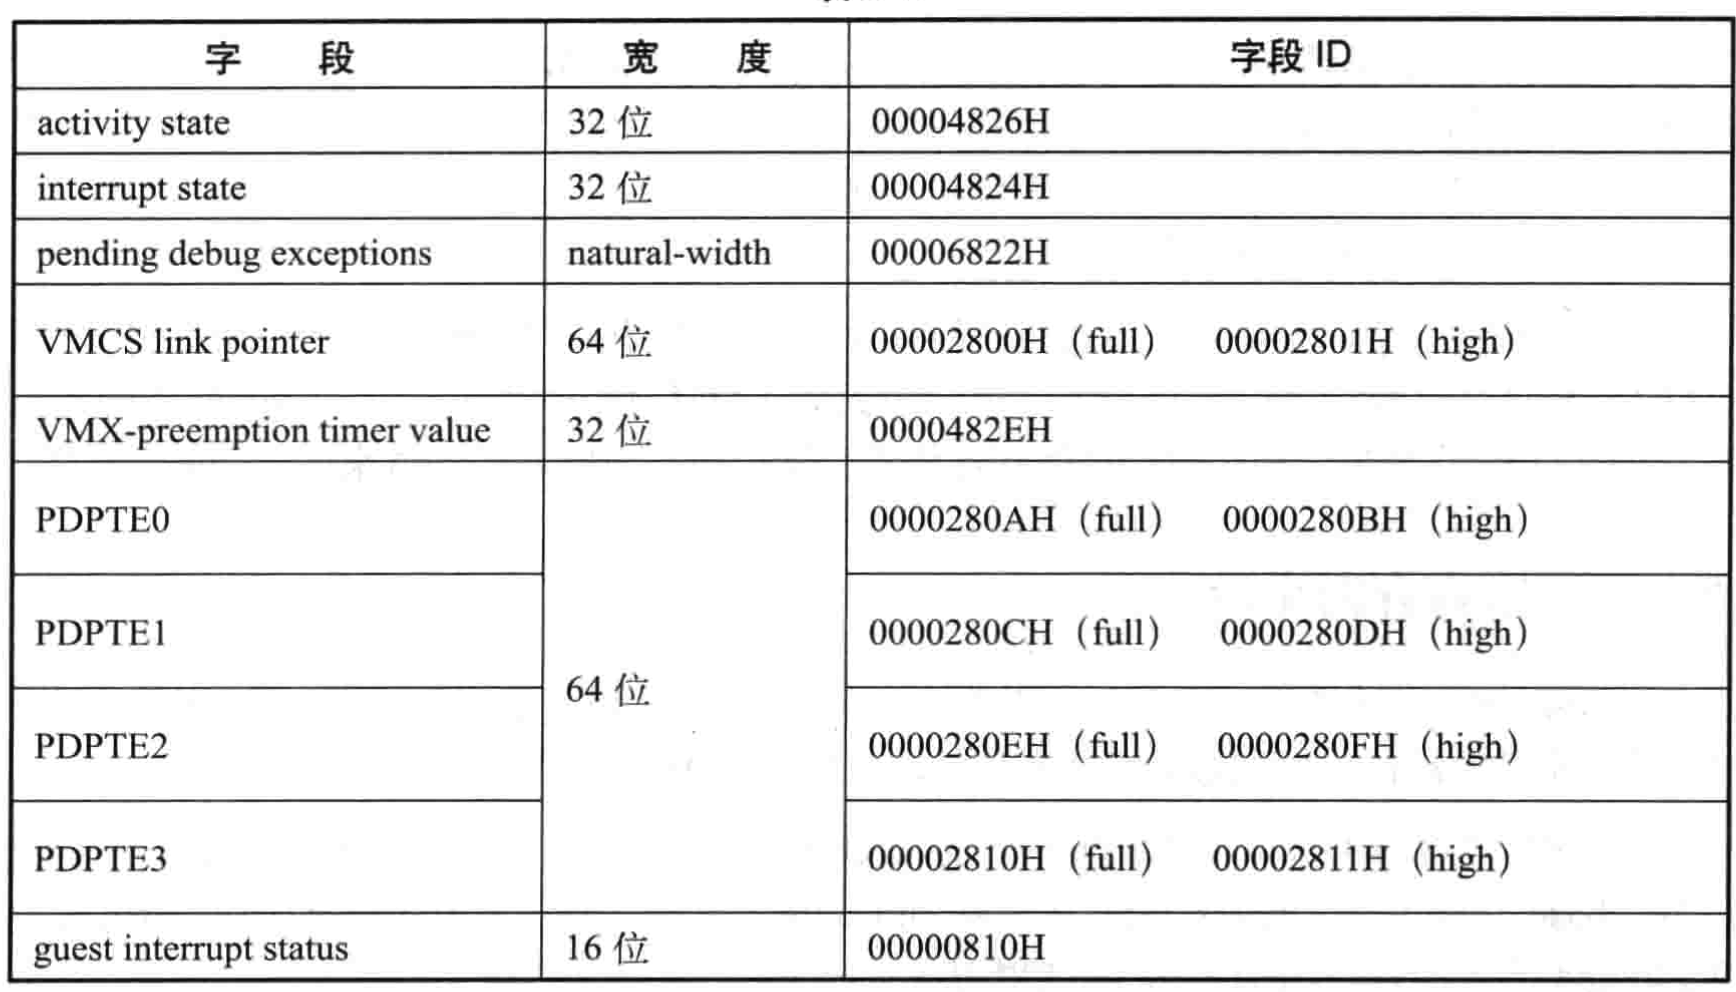 字 段 宽 度 字段 ID
activity state 32 位 00004826H
interrupt state 32 位 00004824H
pending debug exceptions natural-width 00006822H
VMCS link pointer 64 位 00002800H（full） 00002801H（high）
VMX-preemption timer value 32 位 0000482EH
PDPTE0 0000280AH（full） 0000280BH（high）
PDPTE1 0000280CH（full） 0000280DH（high）
64 位
PDPTE2 0000280EH（full） 0000280FH（high）
PDPTE3 00002810H（full） 00002811H（high）
guest interrupt status 16 位 00000810H